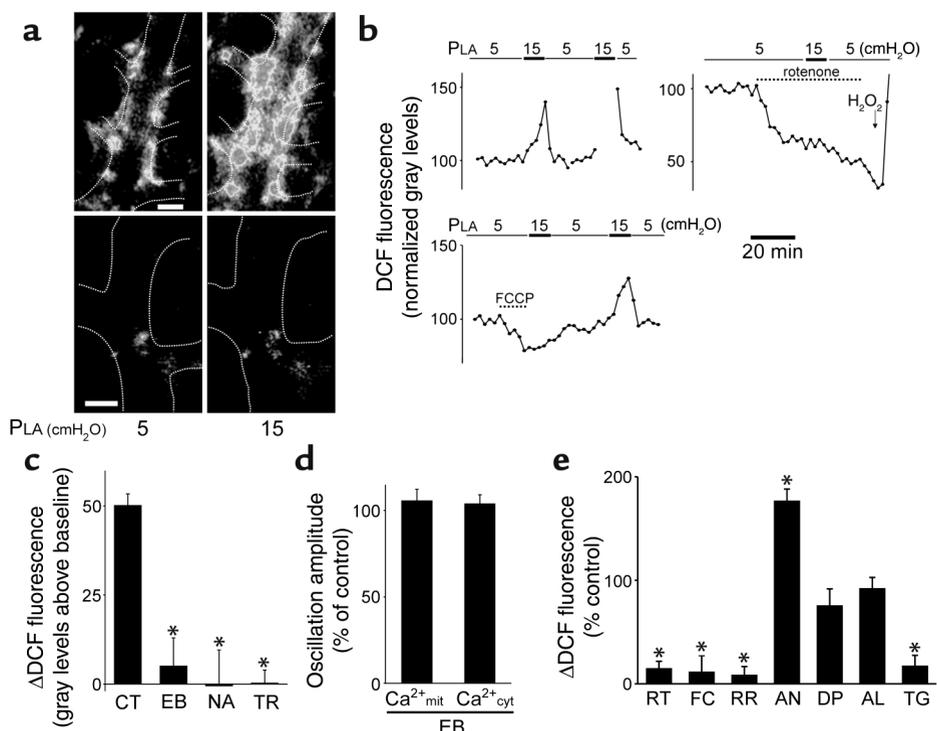 a
PLA (cmH2O) 5 15
b
PLA 5 15 5 15 5
5 15 5 (cmH2O)
rotenone
H2O2
150
100
100
50
DCF fluorescence
(normalized gray levels)
PLA 5 15 5 15 5 (cmH2O)
20 min
150
100
FCCP
c
ΔDCF fluorescence
(gray levels above baseline)
50
25
0
* * *
CT EB NA TR
d
Oscillation amplitude
(% of control)
100
50
0
Ca2+mit Ca2+cyt
EB
e
ΔDCF fluorescence
(% control)
200
100
0
* * * * *
RT FC RR AN DP AL TG